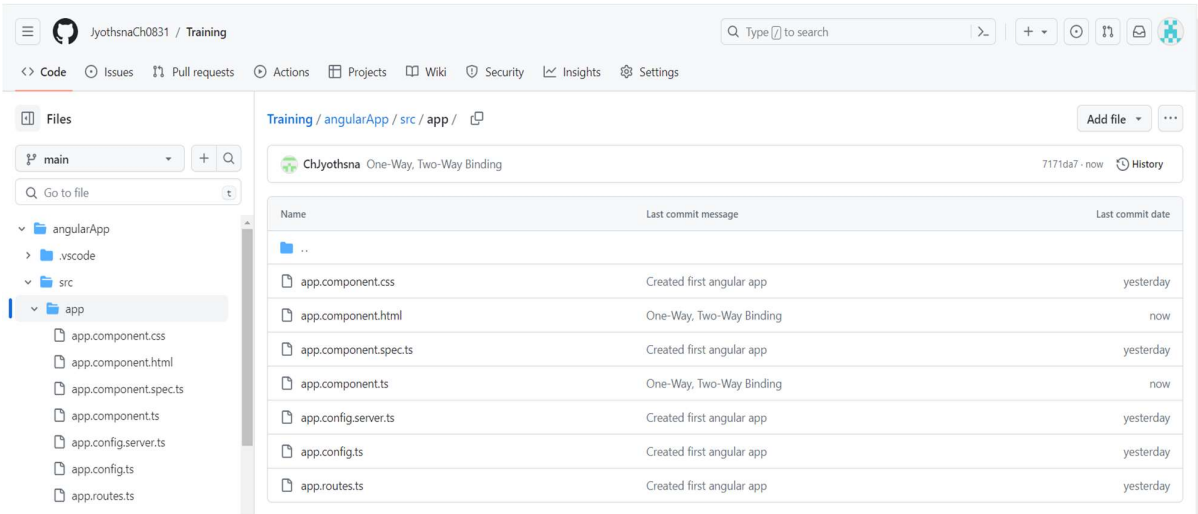 JyothsnaCh0831 / Training
Type / to search
Code Issues Pull requests Actions Projects Wiki Security Insights Settings
Files
main
Go to file t
angularApp
.vscode
src
app
app.component.css
app.component.html
app.component.spec.ts
app.component.ts
app.config.server.ts
app.config.ts
app.routes.ts
Training / angularApp / src / app /
Add file
ChJyothsna One-Way, Two-Way Binding 7171da7 · now History
Name Last commit message Last commit date
..
app.component.css Created first angular app yesterday
app.component.html One-Way, Two-Way Binding now
app.component.spec.ts Created first angular app yesterday
app.component.ts One-Way, Two-Way Binding now
app.config.server.ts Created first angular app yesterday
app.config.ts Created first angular app yesterday
app.routes.ts Created first angular app yesterday